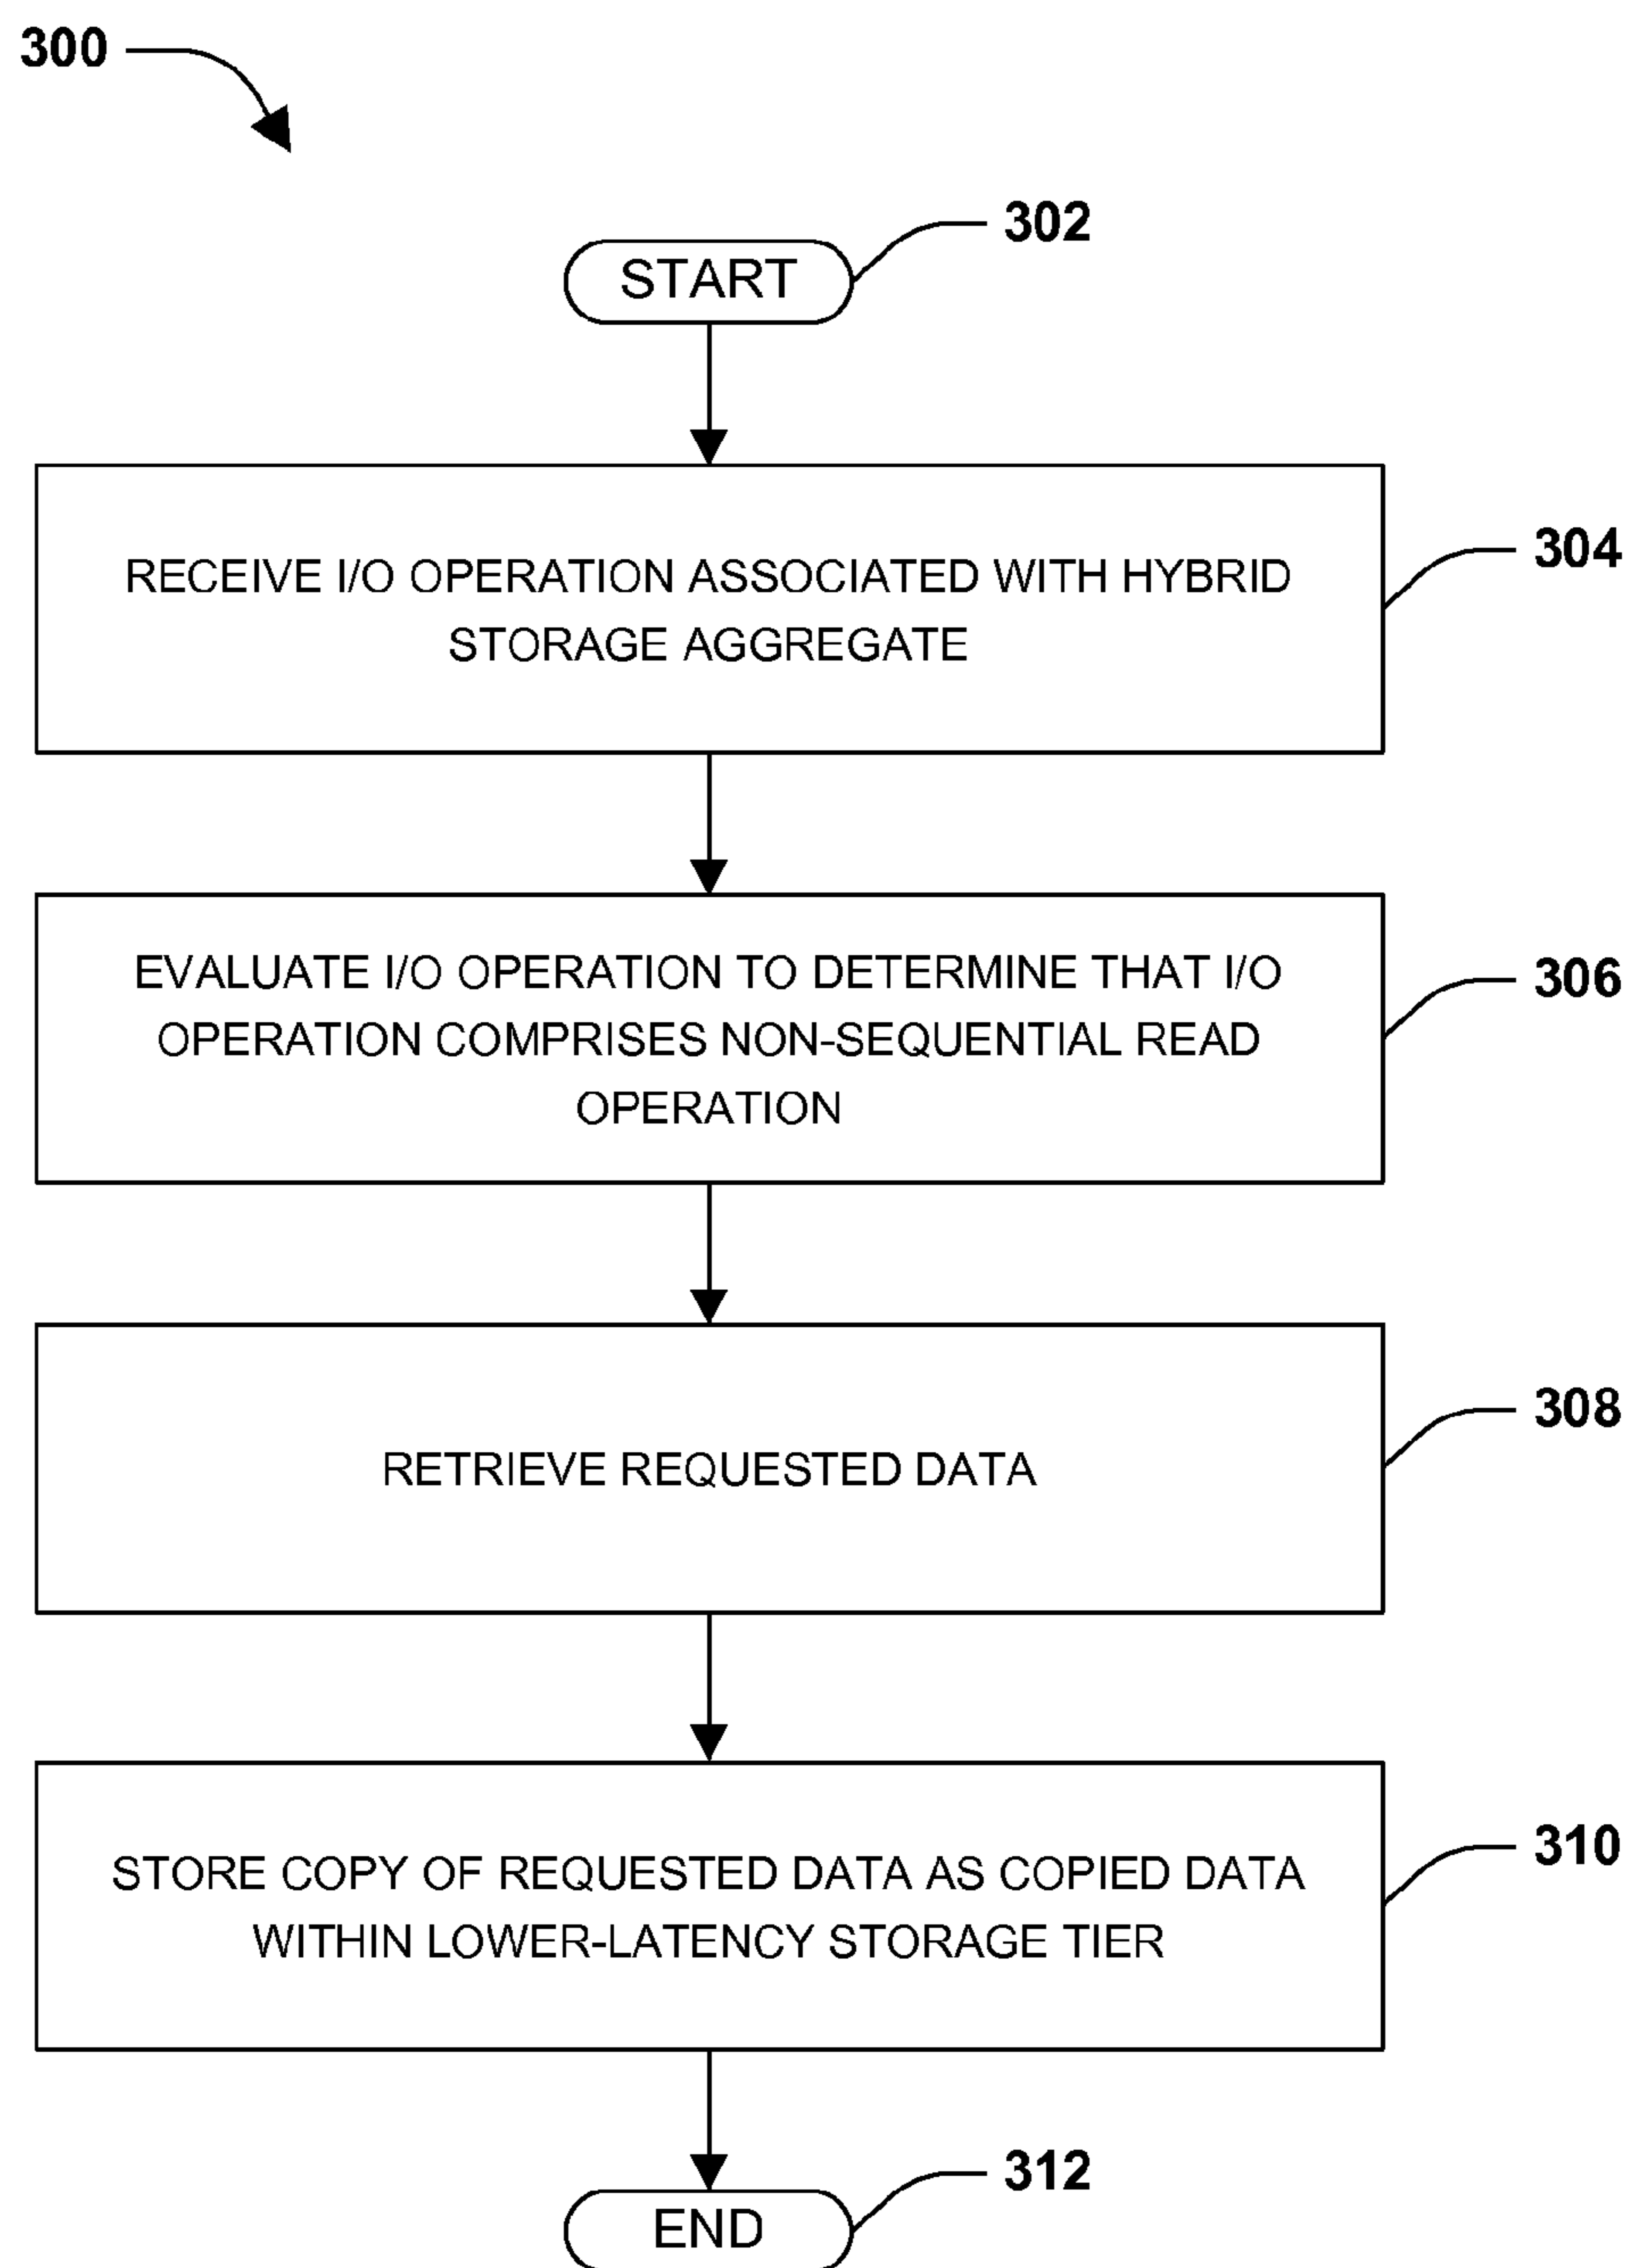 300
302
START
304
RECEIVE I/O OPERATION ASSOCIATED WITH HYBRID
STORAGE AGGREGATE
306
EVALUATE I/O OPERATION TO DETERMINE THAT I/O
OPERATION COMPRISES NON-SEQUENTIAL READ
OPERATION
308
RETRIEVE REQUESTED DATA
310
STORE COPY OF REQUESTED DATA AS COPIED DATA
WITHIN LOWER-LATENCY STORAGE TIER
312
END